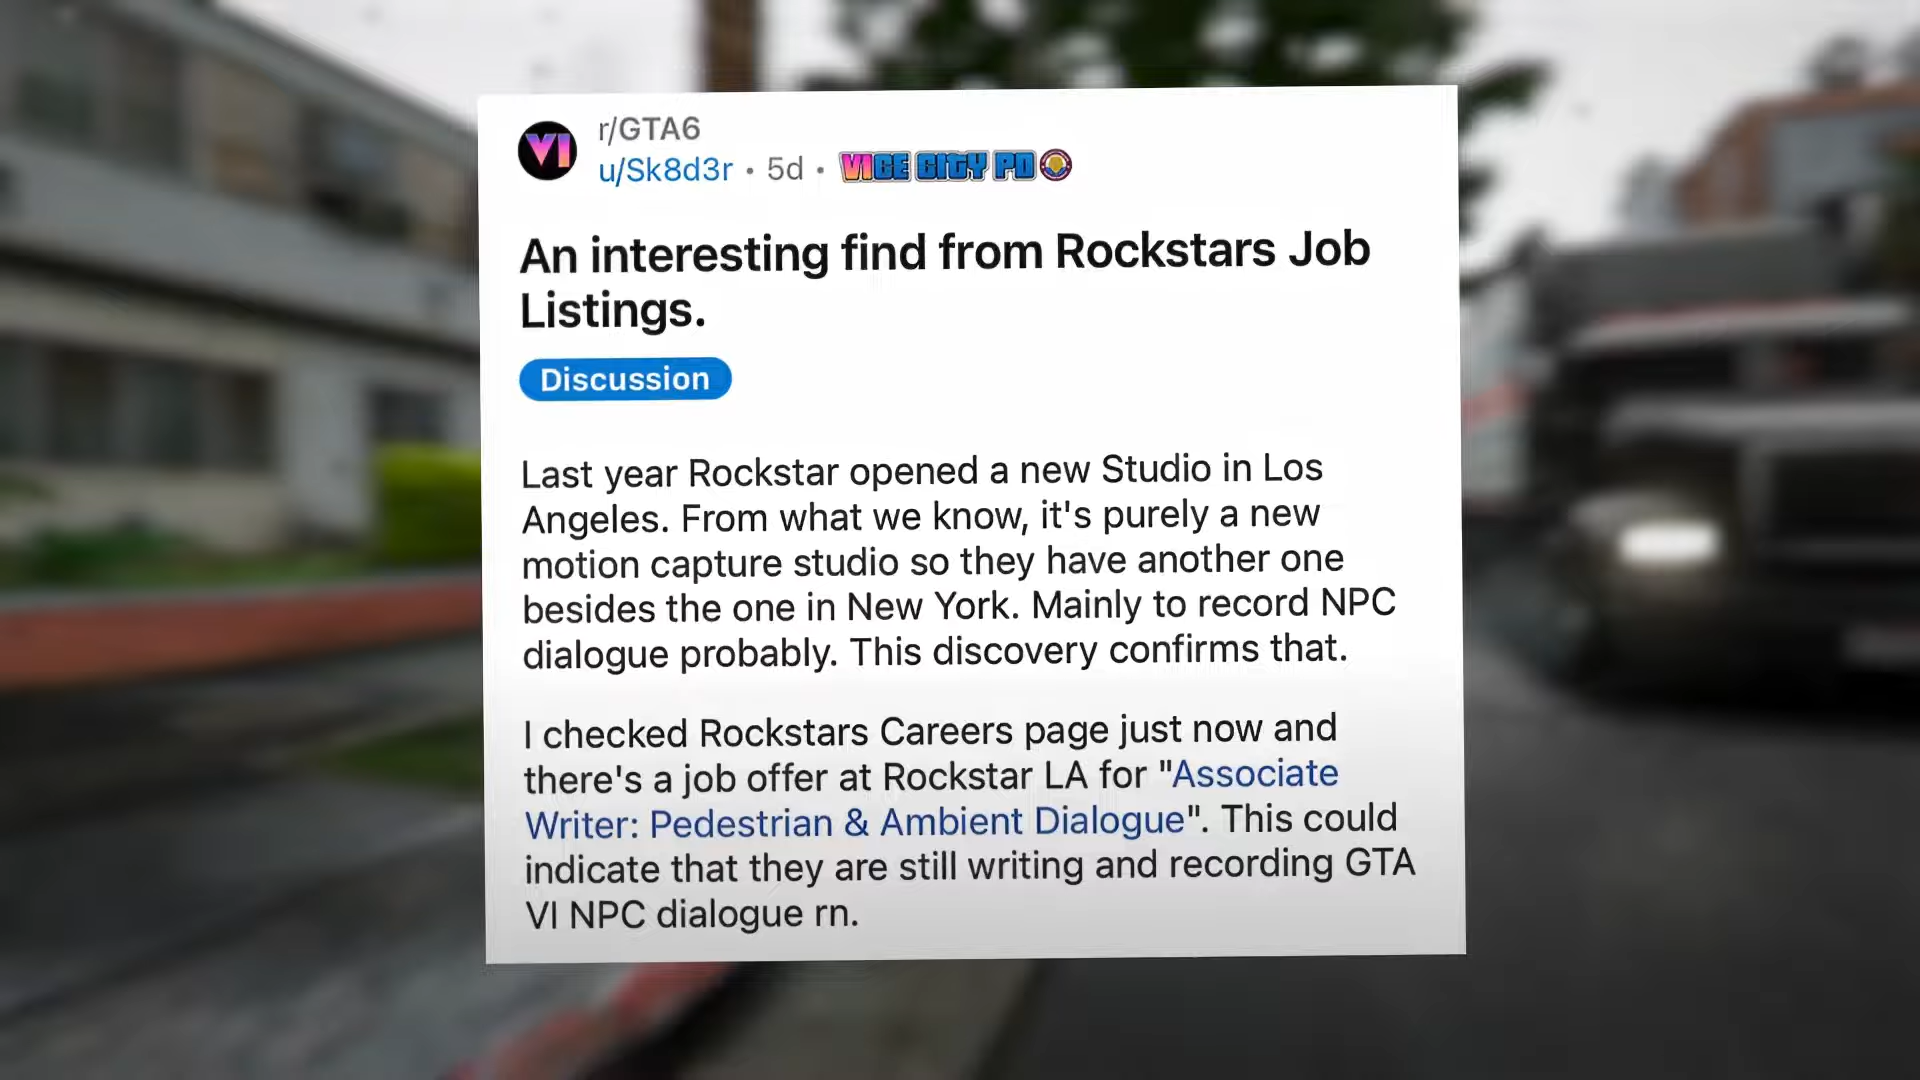 VI
r/GTA6
u/Sk8d3r • 5d • VICE CITY PD
An interesting find from Rockstars Job
Listings.
Discussion
Last year Rockstar opened a new Studio in Los
Angeles. From what we know, it's purely a new
motion capture studio so they have another one
besides the one in New York. Mainly to record NPC
dialogue probably. This discovery confirms that.
I checked Rockstars Careers page just now and
there's a job offer at Rockstar LA for "Associate
Writer: Pedestrian & Ambient Dialogue". This could
indicate that they are still writing and recording GTA
VI NPC dialogue rn.